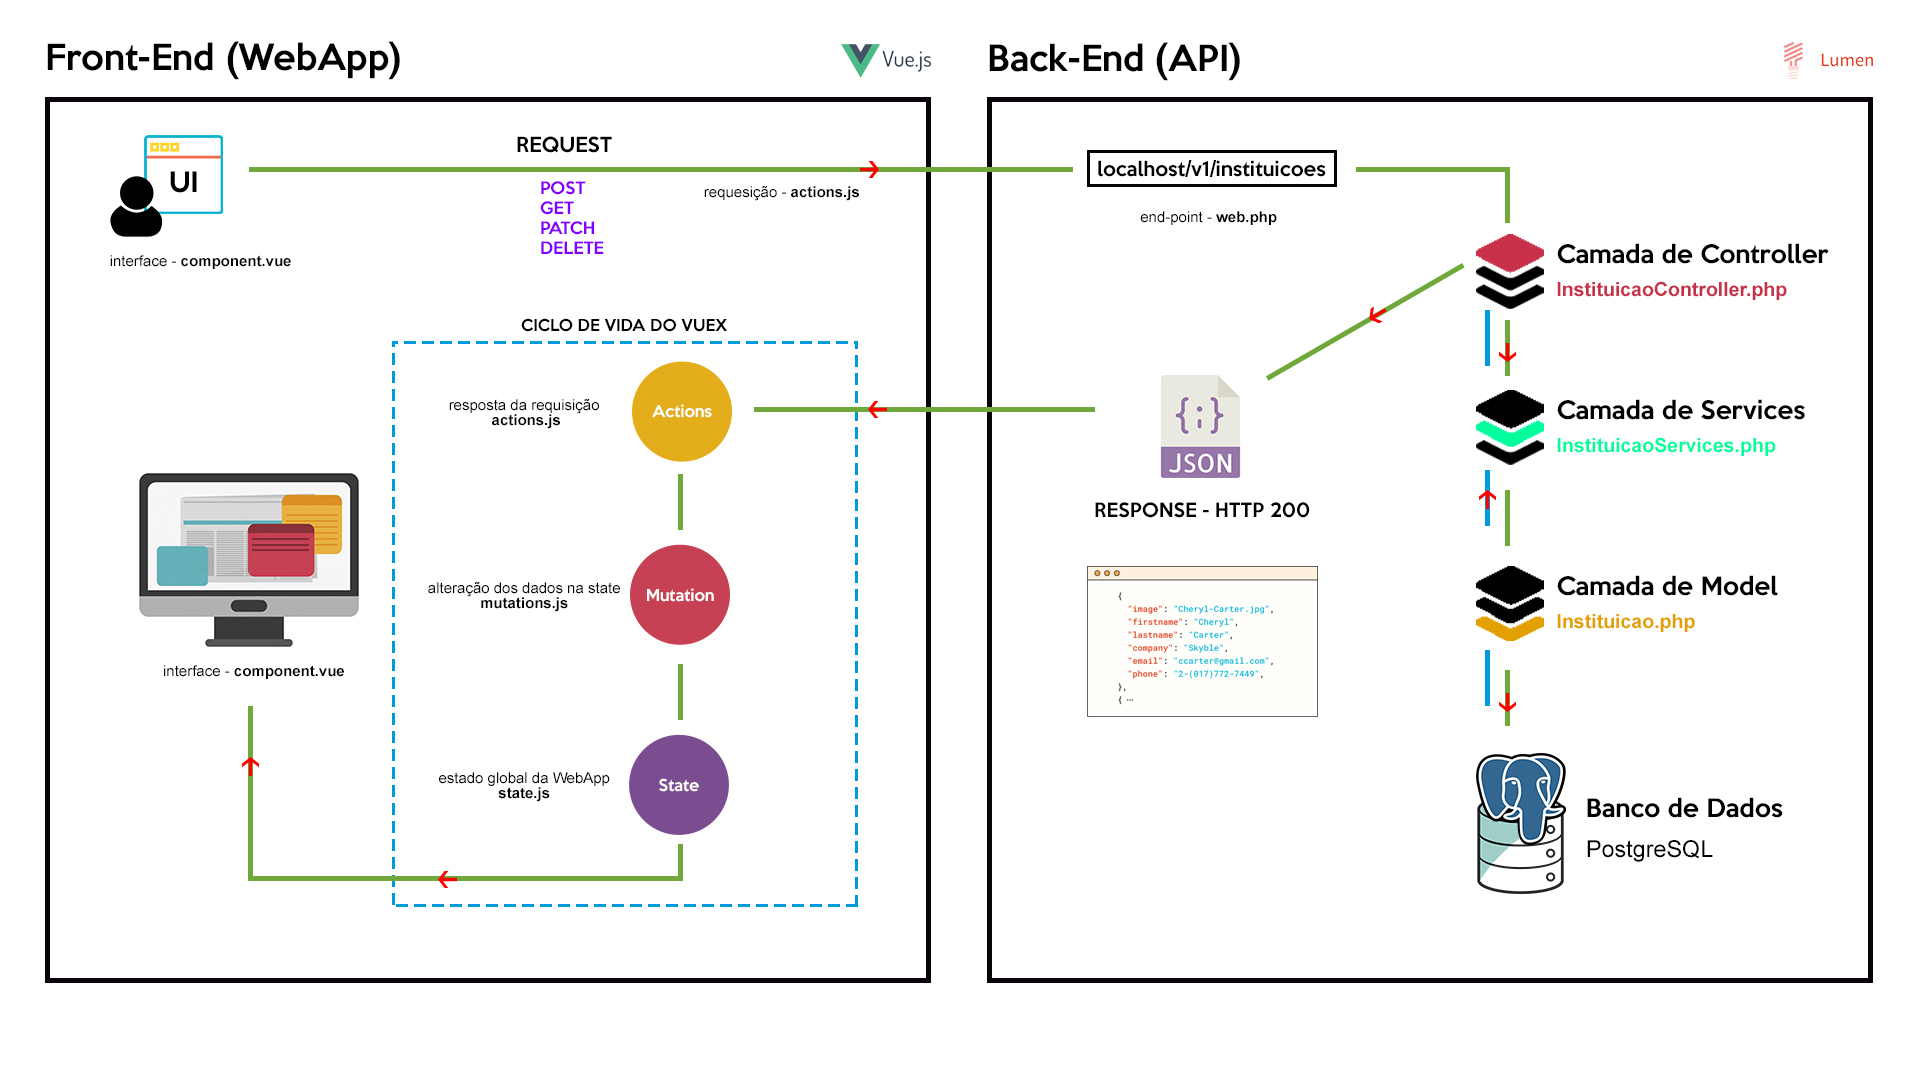 Front-End (WebApp)
Vue.js
UI
interface - component.vue
REQUEST
POST
GET
PATCH
DELETE
requesição - actions.js
CICLO DE VIDA DO VUEX
resposta da requisição
actions.js
Actions
alteração dos dados na state
mutations.js
Mutation
estado global da WebApp
state.js
State
interface - component.vue
Back-End (API)
Lumen
localhost/v1/instituicoes
end-point - web.php
Camada de Controller
InstituicaoController.php
Camada de Services
InstituicaoServices.php
Camada de Model
Instituicao.php
Banco de Dados
PostgreSQL
{;}
JSON
RESPONSE - HTTP 200
{
"image": "Cheryl-Carter.jpg",
"firstname": "Cheryl",
"lastname": "Carter",
"company": "Skyble",
"email": "ccarter@gmail.com",
"phone": "2-(017)772-7449",
},
{ ···